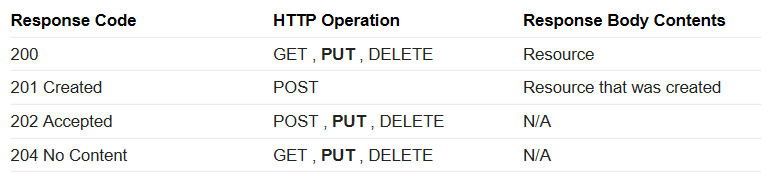 Response Code HTTP Operation Response Body Contents
200 GET , PUT , DELETE Resource
201 Created POST Resource that was created
202 Accepted POST , PUT , DELETE N/A
204 No Content GET , PUT , DELETE N/A